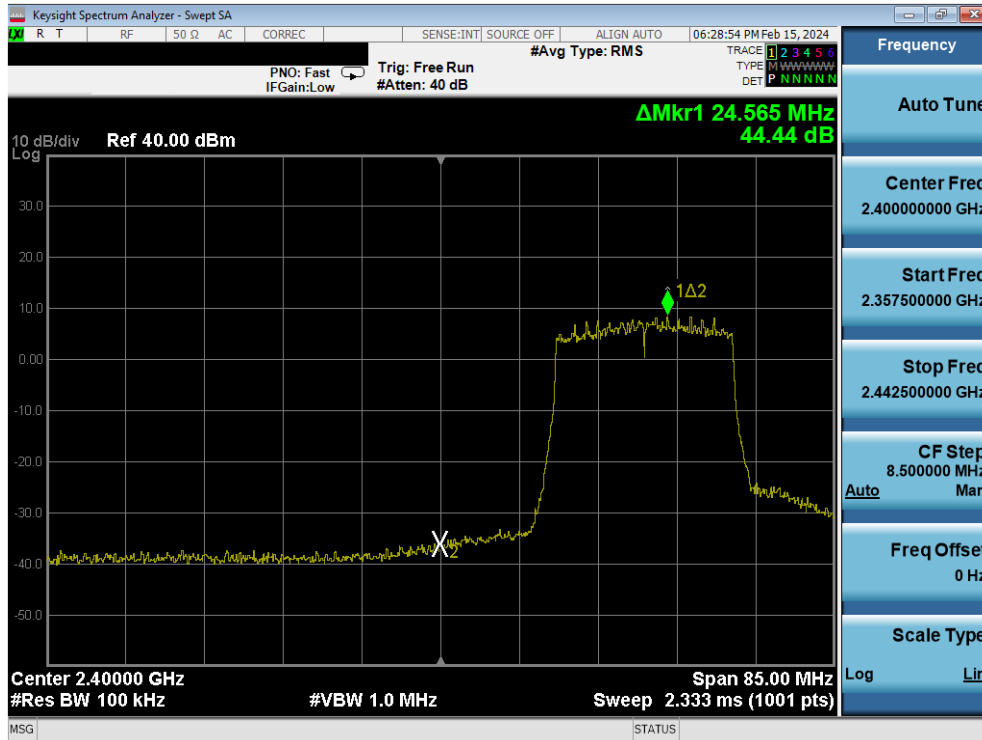 Keysight Spectrum Analyzer - Swept SA
LXI R T RF 50 Ω AC CORREC SENSE:INT SOURCE OFF ALIGN AUTO 06:28:54 PM Feb 15, 2024
#Avg Type: RMS
TRACE 1 2 3 4 5 6
TYPE M WWWWW
DET P N N N N N
PNO: Fast Trig: Free Run
IFGain:Low #Atten: 40 dB
ΔMkr1 24.565 MHz
44.44 dB
10 dB/div Ref 40.00 dBm
Log
30.0
20.0
10.0
0.00
-10.0
-20.0
-30.0
-40.0
-50.0
1Δ2
X2
Center 2.40000 GHz Span 85.00 MHz
#Res BW 100 kHz #VBW 1.0 MHz Sweep 2.333 ms (1001 pts)
MSG STATUS
Frequency
Auto Tune
Center Freq
2.400000000 GHz
Start Freq
2.357500000 GHz
Stop Freq
2.442500000 GHz
CF Step
8.500000 MHz
Auto Man
Freq Offset
0 Hz
Scale Type
Log Lin